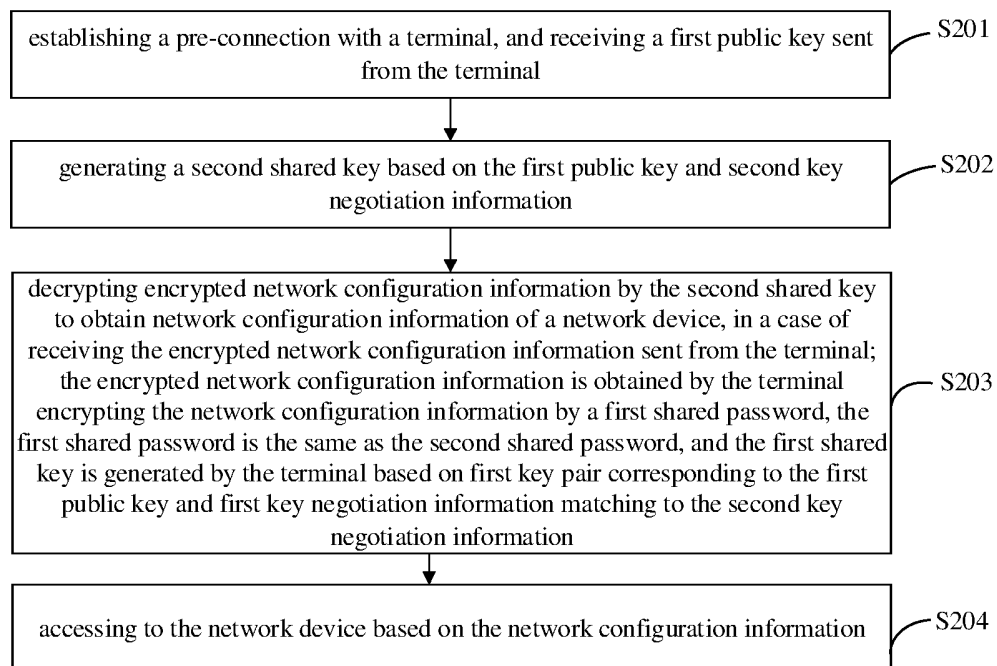 establishing a pre-connection with a terminal, and receiving a first public key sent
from the terminal
S201
generating a second shared key based on the first public key and second key
negotiation information
S202
decrypting encrypted network configuration information by the second shared key
to obtain network configuration information of a network device, in a case of
receiving the encrypted network configuration information sent from the terminal;
the encrypted network configuration information is obtained by the terminal
encrypting the network configuration information by a first shared password, the
first shared password is the same as the second shared password, and the first shared
key is generated by the terminal based on first key pair corresponding to the first
public key and first key negotiation information matching to the second key
negotiation information
S203
accessing to the network device based on the network configuration information
S204